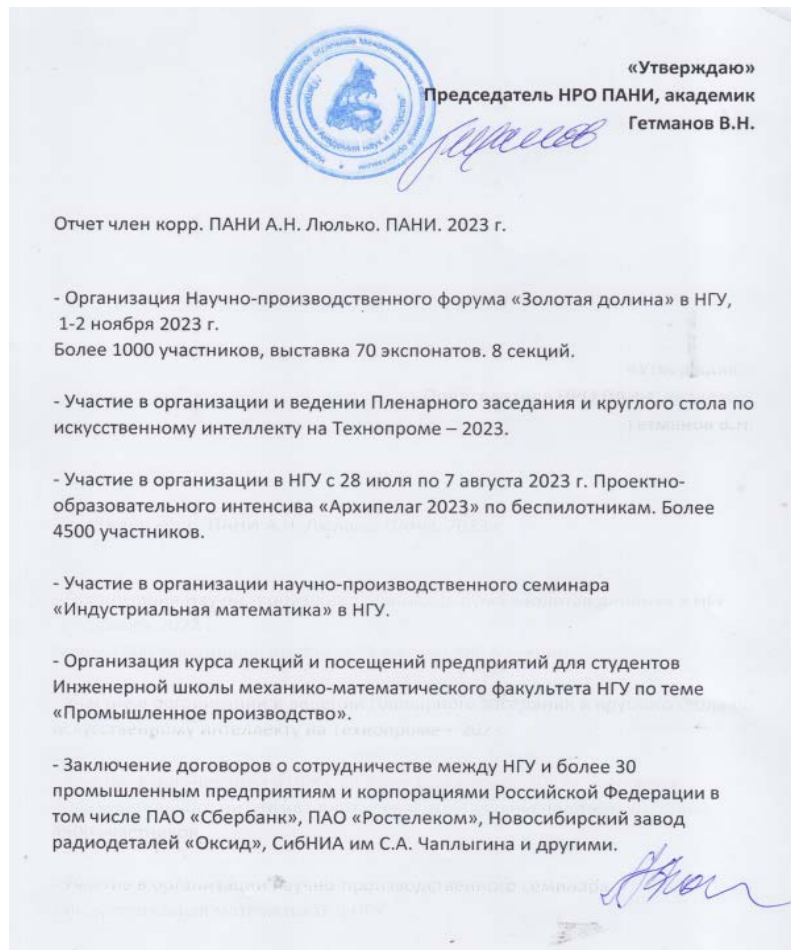 «Утверждаю»
Председатель НРО ПАНИ, академик
Гетманов В.Н.
Отчет член корр. ПАНИ А.Н. Люлько. ПАНИ. 2023 г.
- Организация Научно-производственного форума «Золотая долина» в НГУ,
1-2 ноября 2023 г.
Более 1000 участников, выставка 70 экспонатов. 8 секций.
- Участие в организации и ведении Пленарного заседания и круглого стола по
искусственному интеллекту на Технопроме – 2023.
- Участие в организации в НГУ с 28 июля по 7 августа 2023 г. Проектно-
образовательного интенсива «Архипелаг 2023» по беспилотникам. Более
4500 участников.
- Участие в организации научно-производственного семинара
«Индустриальная математика» в НГУ.
- Организация курса лекций и посещений предприятий для студентов
Инженерной школы механико-математического факультета НГУ по теме
«Промышленное производство».
- Заключение договоров о сотрудничестве между НГУ и более 30
промышленным предприятиям и корпорациями Российской Федерации в
том числе ПАО «Сбербанк», ПАО «Ростелеком», Новосибирский завод
радиодеталей «Оксид», СибНИА им С.А. Чаплыгина и другими.